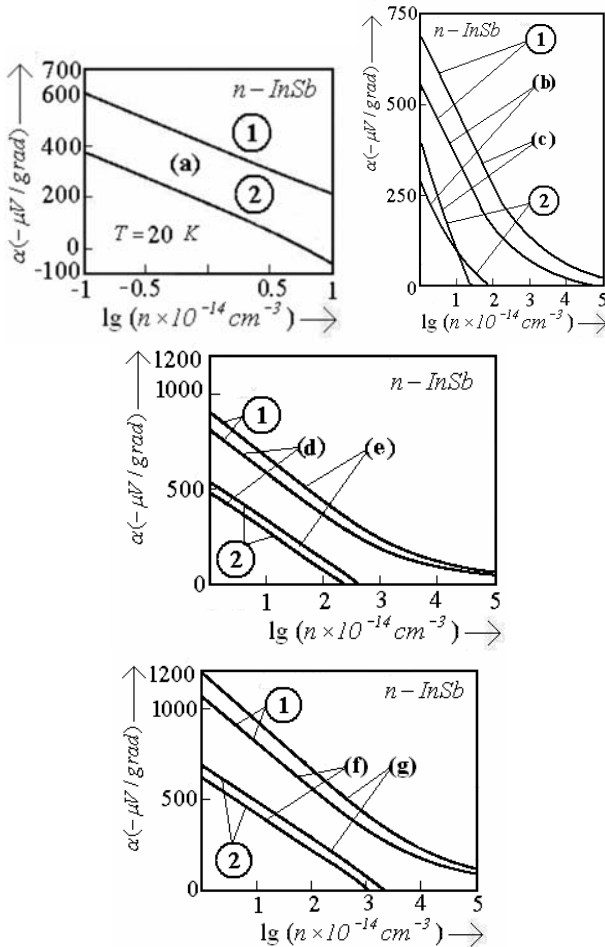 700
600
400
200
0
-100
α(-μV/grad)
n-InSb
1
(a)
2
T=20 K
-1 -0.5 0 0.5 1
lg (n×10^{-14} cm^{-3})
750
500
250
0
α(-μV/grad)
n-InSb
1
(b)
(c)
2
1 2 3 4 5
lg (n×10^{-14} cm^{-3})
1200
1000
500
0
α(-μV/grad)
n-InSb
1
(d) (e)
2
1 2 3 4 5
lg (n×10^{-14} cm^{-3})
1200
1000
500
0
α(-μV/grad)
n-InSb
1
(f) (g)
2
1 2 3 4 5
lg (n×10^{-14} cm^{-3})